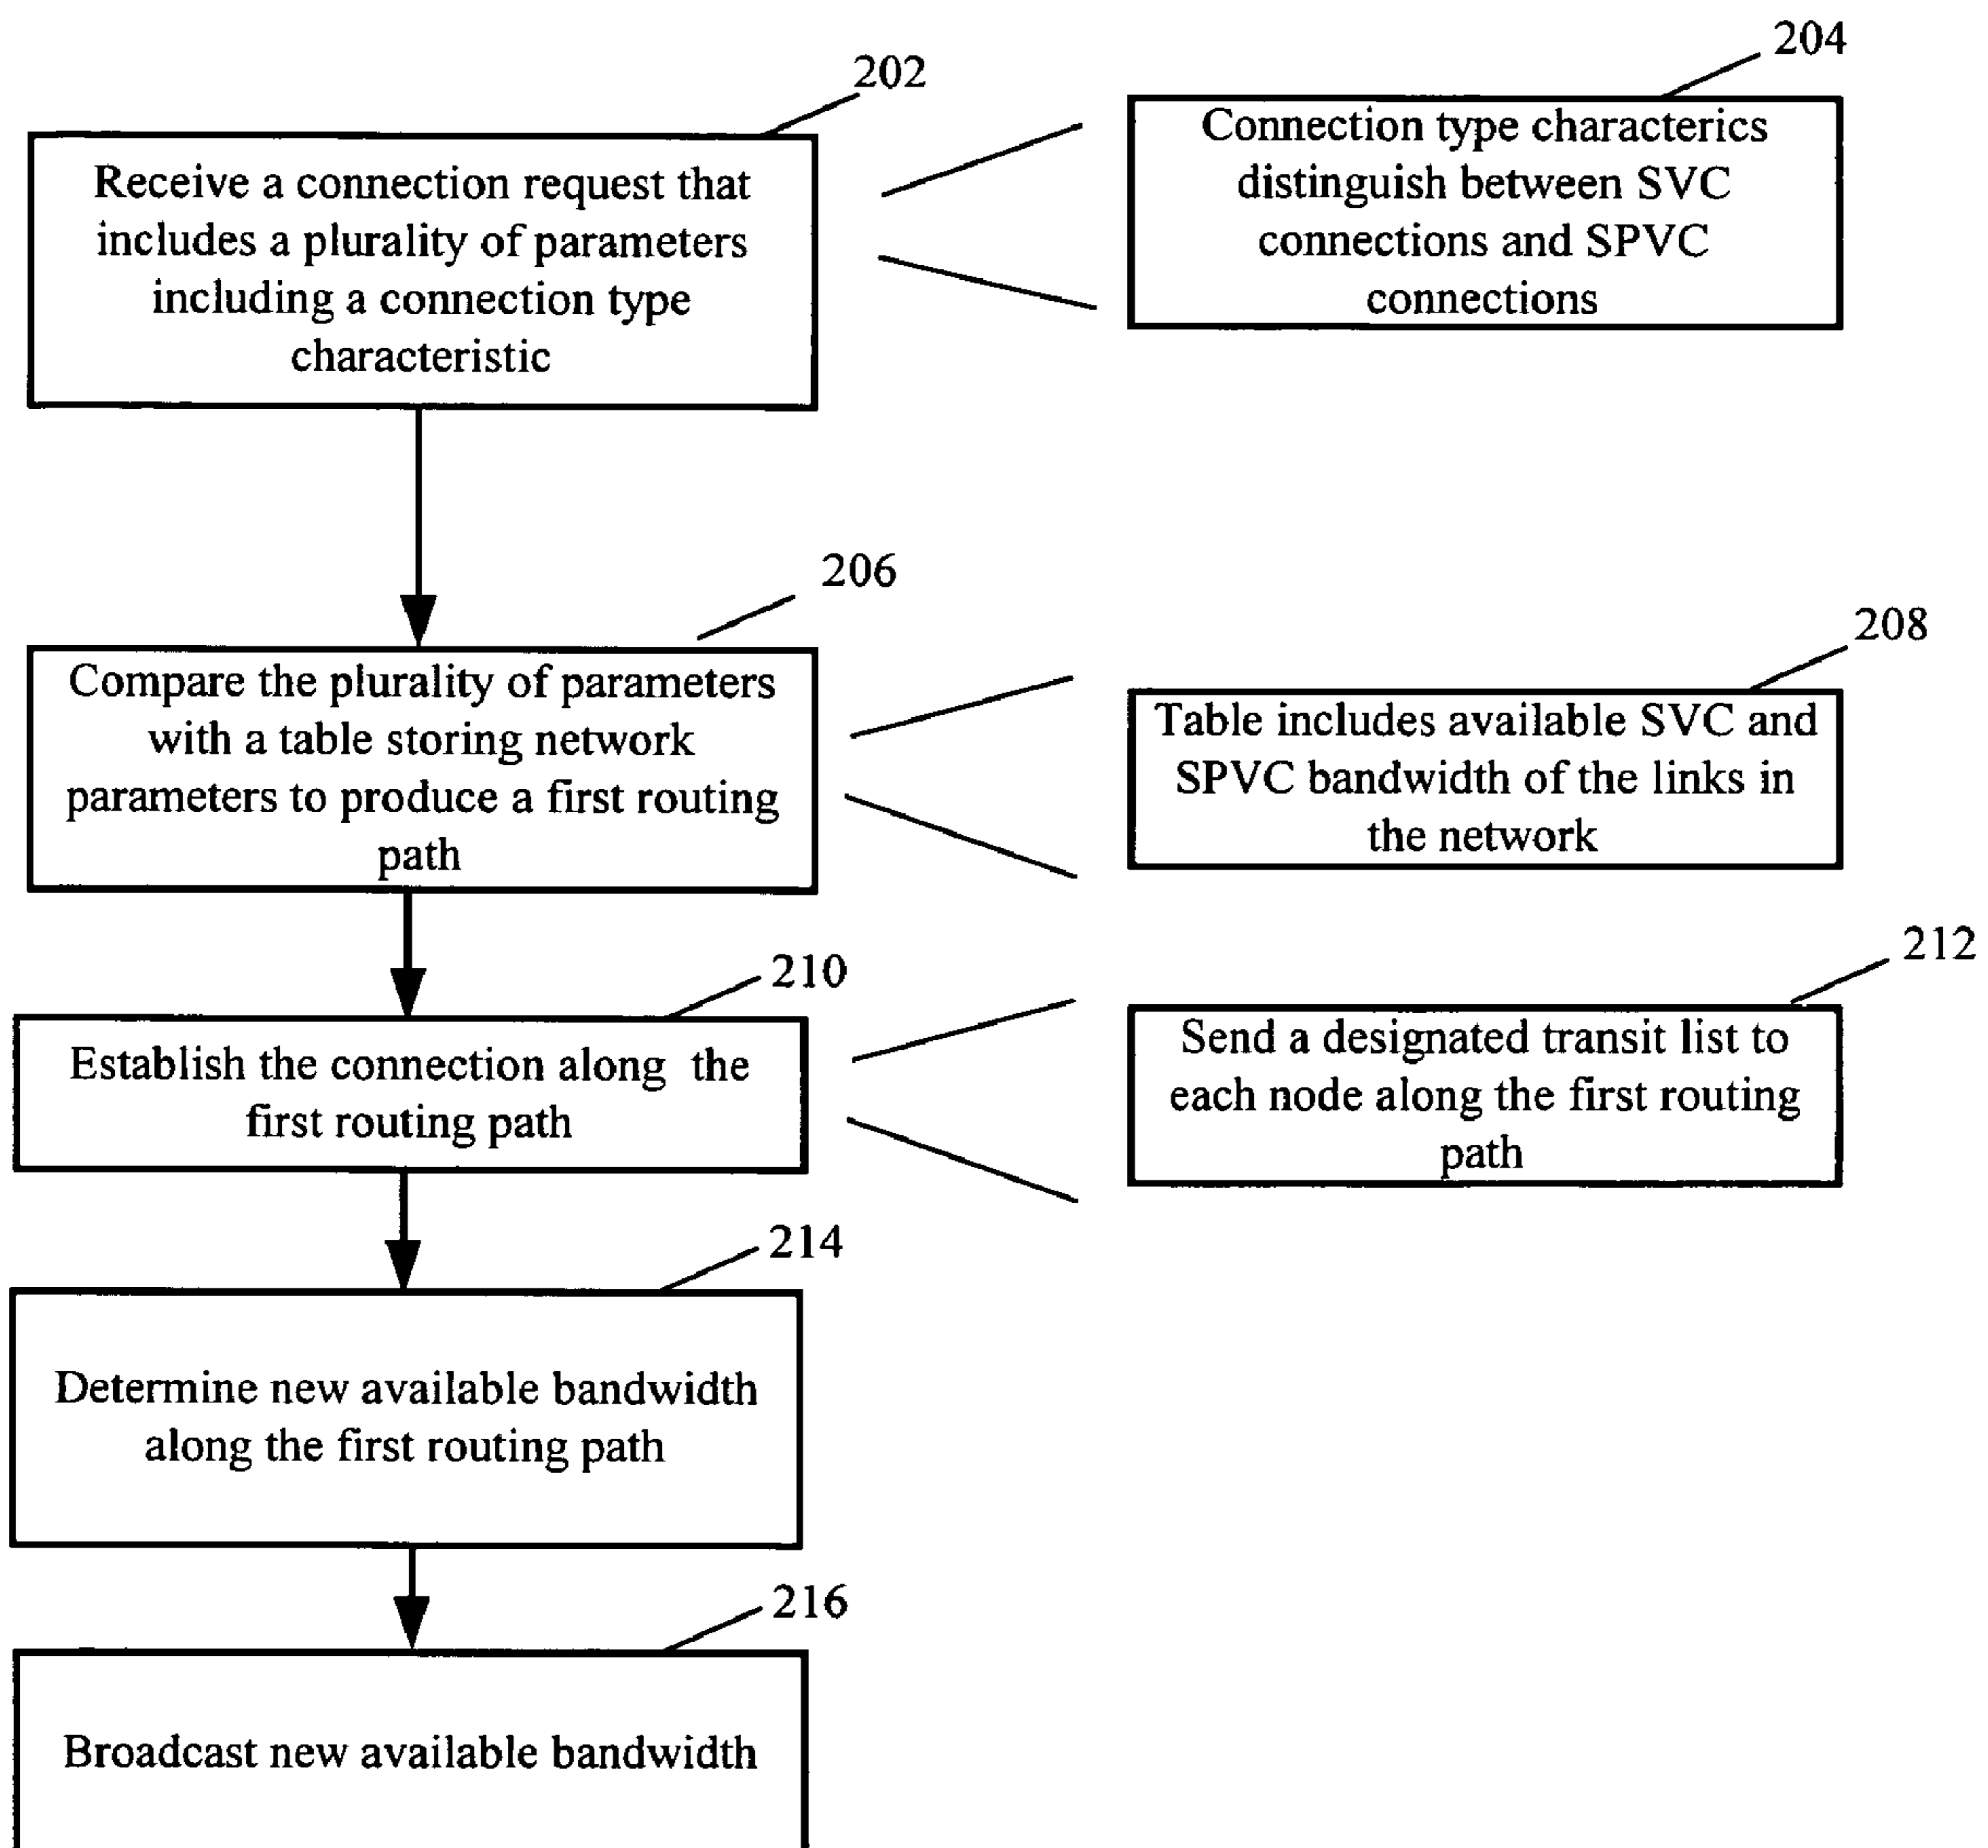 202
Receive a connection request that
includes a plurality of parameters
including a connection type
characteristic
204
Connection type characterics
distinguish between SVC
connections and SPVC
connections
206
Compare the plurality of parameters
with a table storing network
parameters to produce a first routing
path
208
Table includes available SVC and
SPVC bandwidth of the links in
the network
210
Establish the connection along the
first routing path
212
Send a designated transit list to
each node along the first routing
path
214
Determine new available bandwidth
along the first routing path
216
Broadcast new available bandwidth